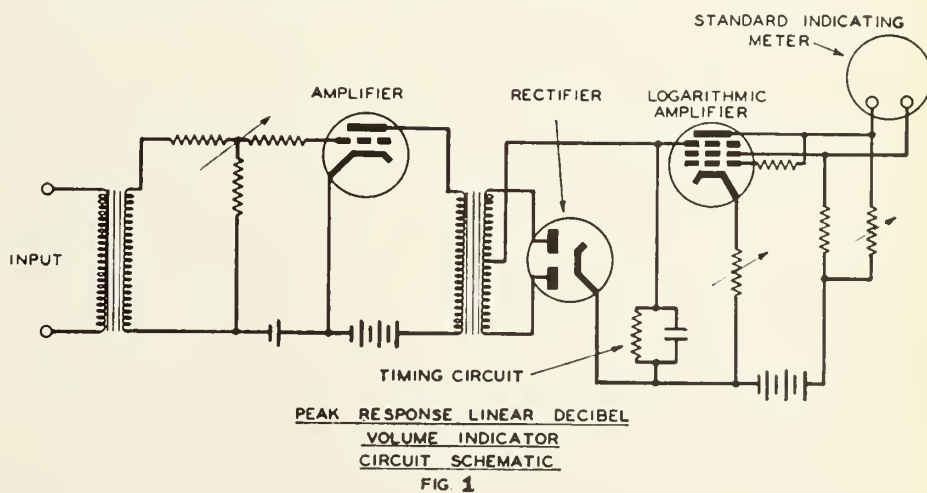 STANDARD INDICATING
METER
AMPLIFIER
RECTIFIER
LOGARITHMIC
AMPLIFIER
INPUT
TIMING CIRCUIT
PEAK RESPONSE LINEAR DECIBEL
VOLUME INDICATOR
CIRCUIT SCHEMATIC
FIG. 1